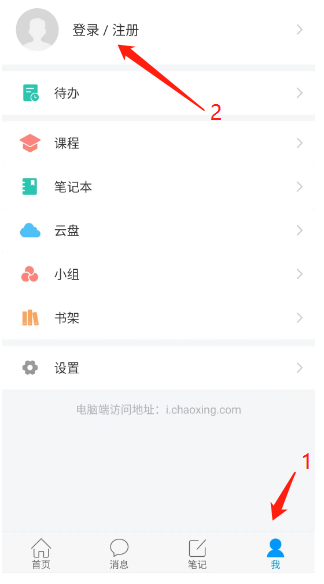 登录 / 注册
2
待办
课程
笔记本
云盘
小组
书架
设置
电脑端访问地址：i.chaoxing.com
1
首页 消息 笔记 我